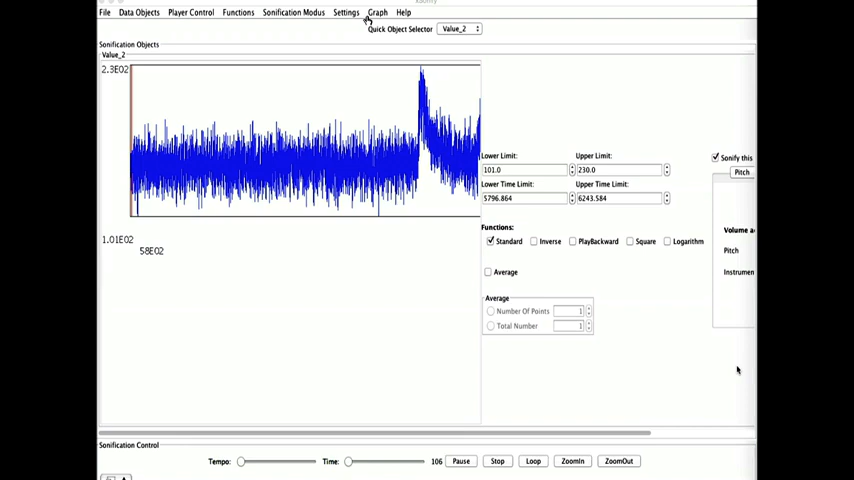 File Data Objects Player Control Functions Sonification Modus Settings Graph Help
Quick Object Selector Value_2
Sonification Objects
Value_2
2.3E02
Lower Limit: Upper Limit:
101.0 230.0
Lower Time Limit: Upper Time Limit:
5796.864 6243.584
Sonify this
Pitch
Volume a
Functions:
Standard Inverse PlayBackward Square Logarithm
1.01E02
58E02
Pitch
Average
Instrumen
Average
Number Of Points 1
Total Number 1
Sonification Control
Tempo: Time: 106 Pause Stop Loop ZoomIn ZoomOut